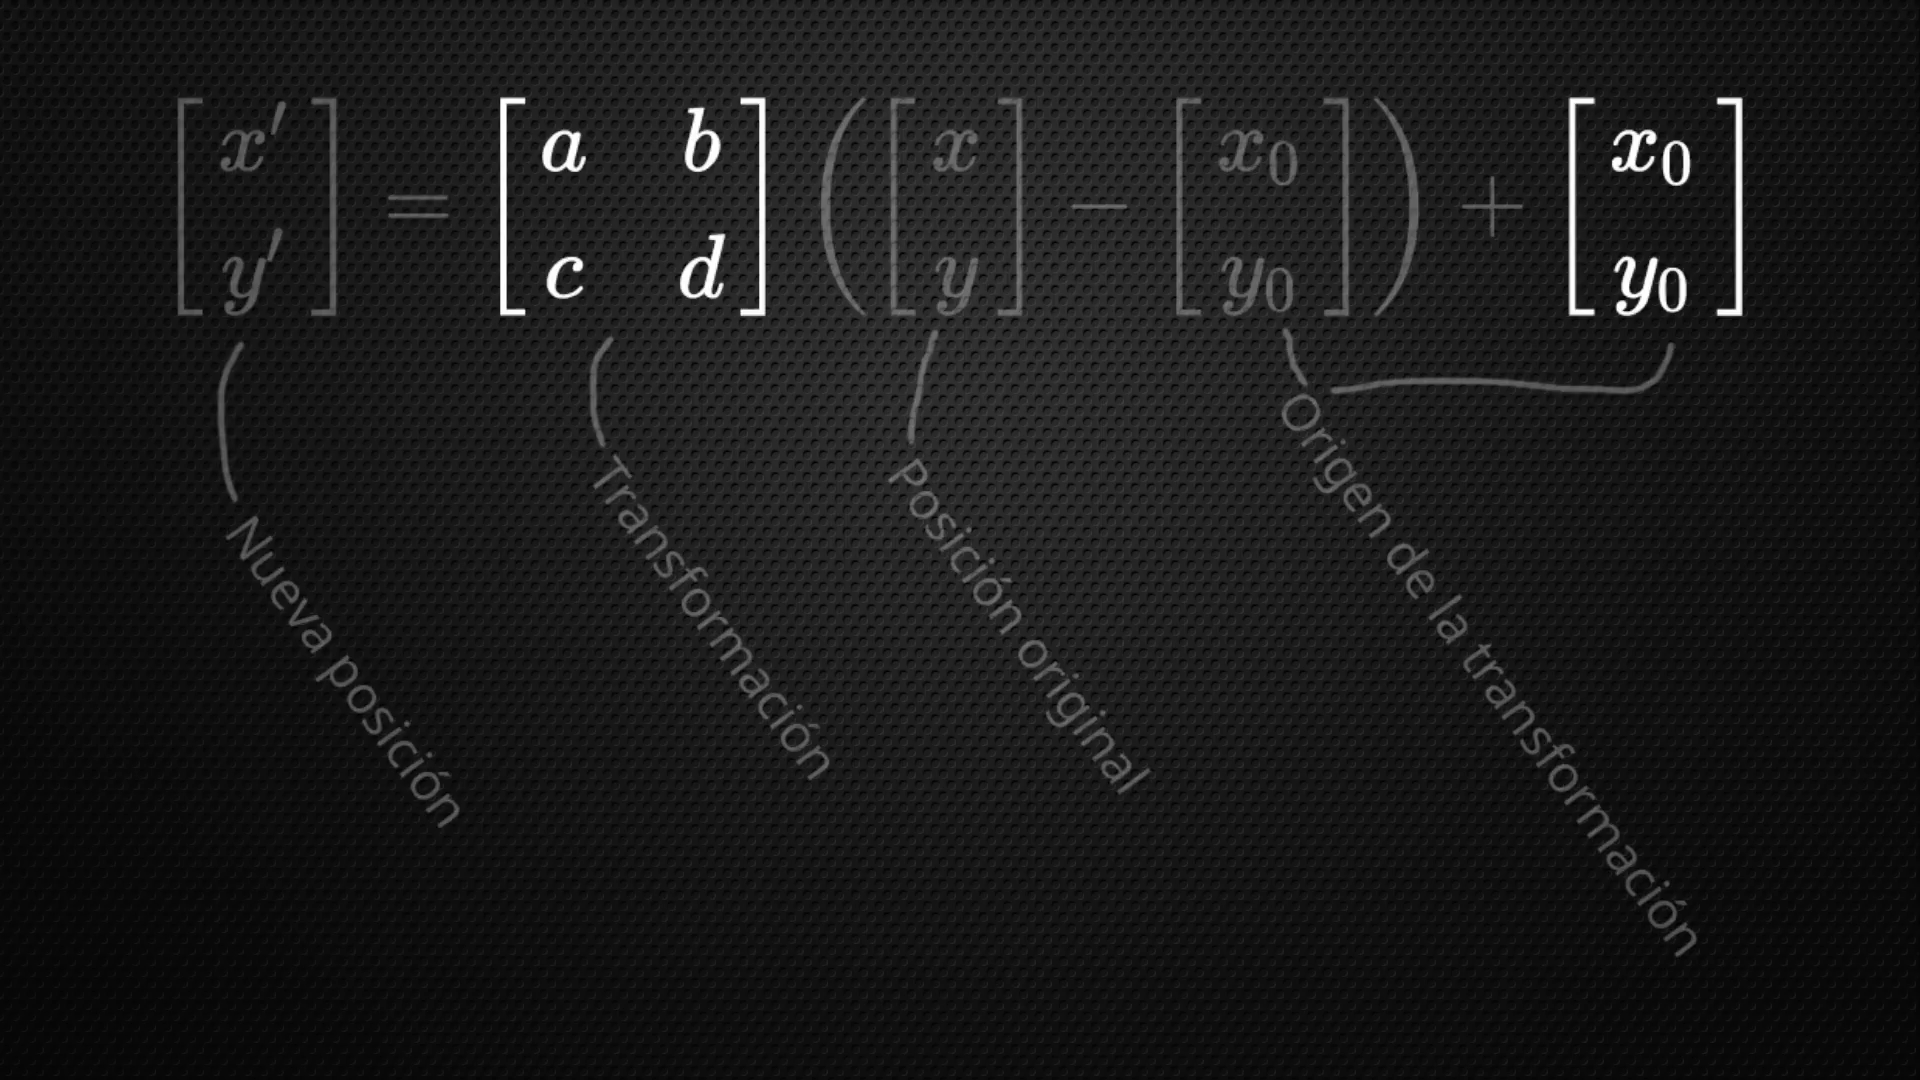 [x' y'] = [a b c d] ([x y] − [x₀ y₀]) + [x₀ y₀]
Nueva posición
Transformación
Posición original
Origen de la transformación